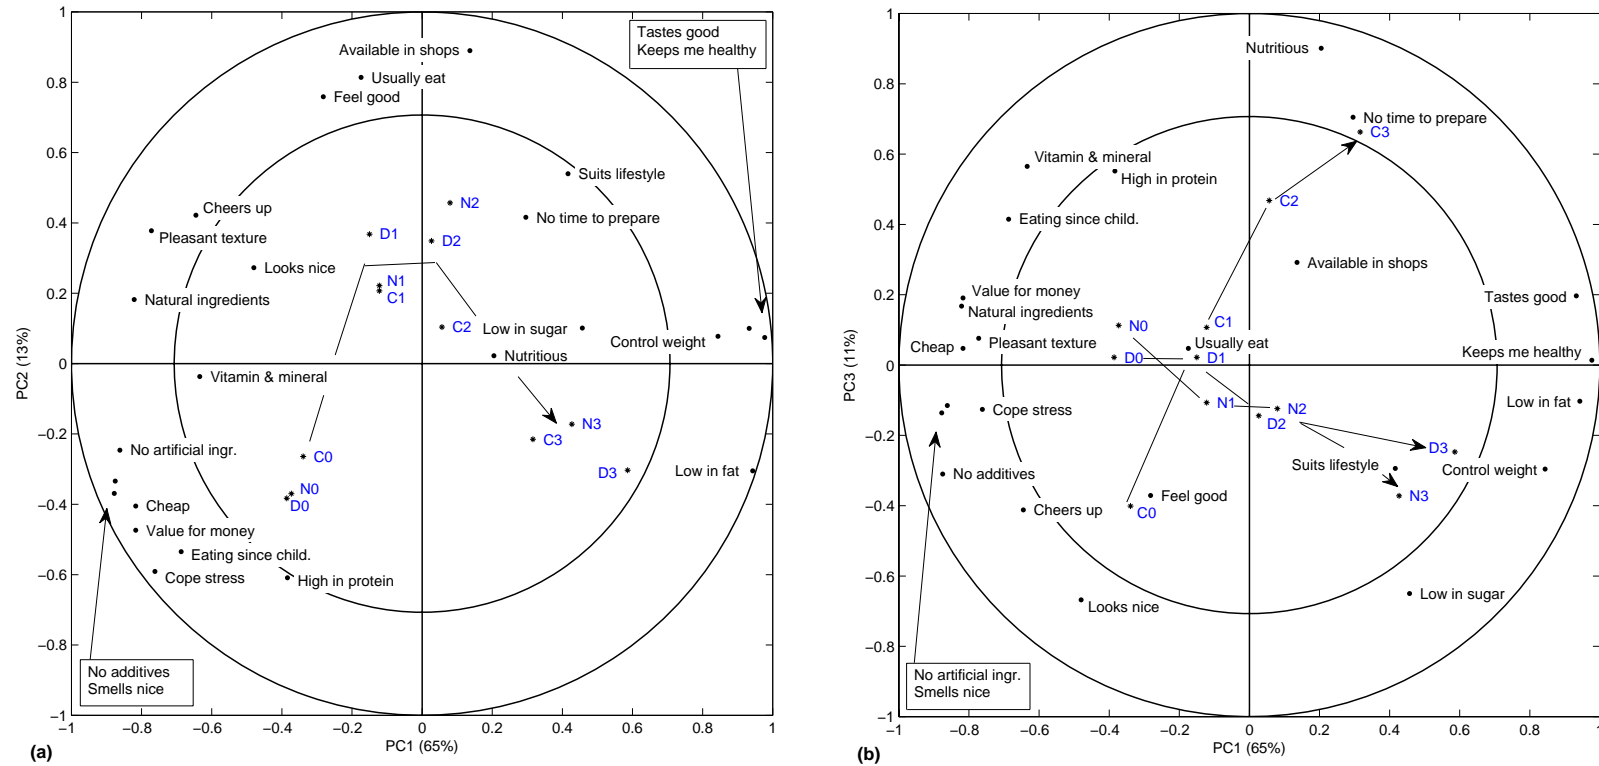 Tastes good
Keeps me healthy
Available in shops
Usually eat
Feel good
Suits lifestyle
N2
No time to prepare
Cheers up
Pleasant texture
D1
D2
Looks nice
N1
C1
Natural ingredients
C2
Low in sugar
Control weight
Nutritious
Vitamin & mineral
N3
C3
No artificial ingr.
C0
D3
Low in fat
N0
D0
Cheap
Value for money
Eating since child.
Cope stress
High in protein
No additives
Smells nice
1
0.8
0.6
0.4
0.2
0
−0.2
−0.4
−0.6
−0.8
−1
PC2 (13%)
−1
−0.8
−0.6
−0.4
−0.2
0
0.2
0.4
0.6
0.8
1
PC1 (65%)
(a)
Nutritious
No time to prepare
C3
Vitamin & mineral
High in protein
C2
Eating since child.
Available in shops
Value for money
Tastes good
Natural ingredients
N0
C1
Cheap
Pleasant texture
Usually eat
D0
D1
Keeps me healthy
Cope stress
N1
N2
D2
Low in fat
D3
No additives
Suits lifestyle
Control weight
N3
Cheers up
C0
Feel good
Looks nice
Low in sugar
No artificial ingr.
Smells nice
1
0.8
0.6
0.4
0.2
0
−0.2
−0.4
−0.6
−0.8
−1
PC3 (11%)
−1
−0.8
−0.6
−0.4
−0.2
0
0.2
0.4
0.6
0.8
1
PC1 (65%)
(b)